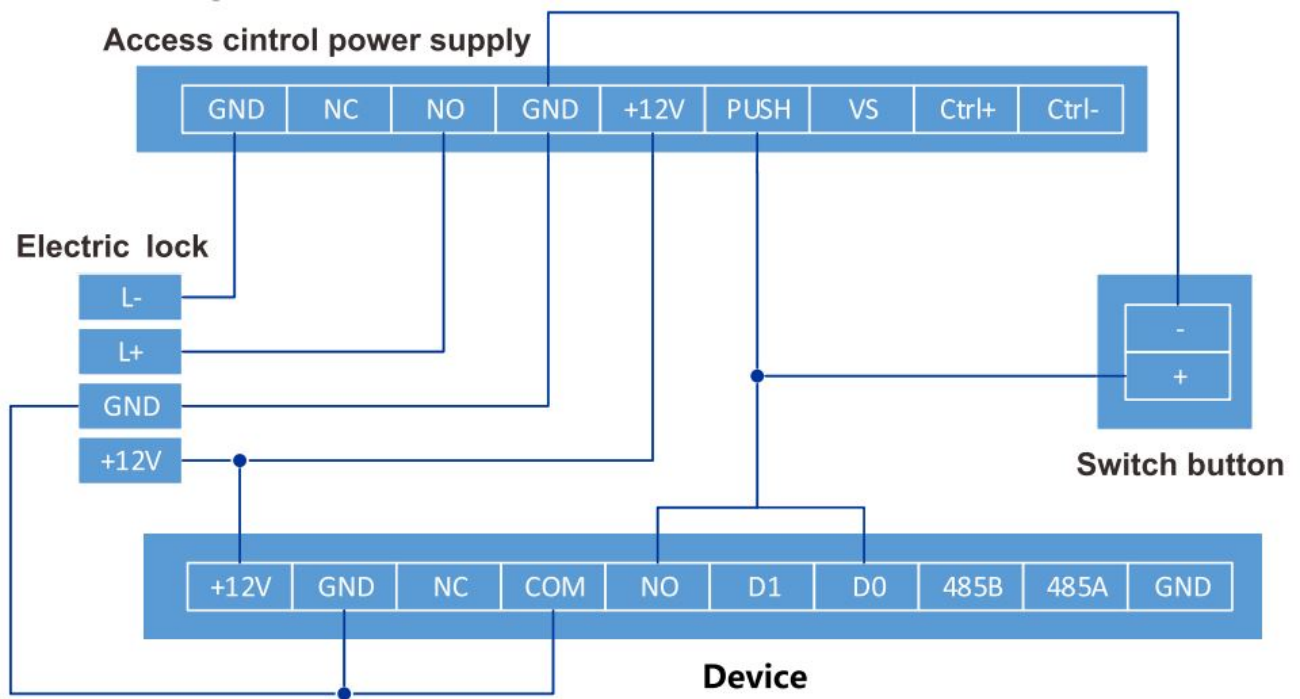 Access cintrol power supply
GND NC NO GND +12V PUSH VS Ctrl+ Ctrl-
Electric lock
L-
L+
GND
+12V
-
+
Switch button
+12V GND NC COM NO D1 D0 485B 485A GND
Device